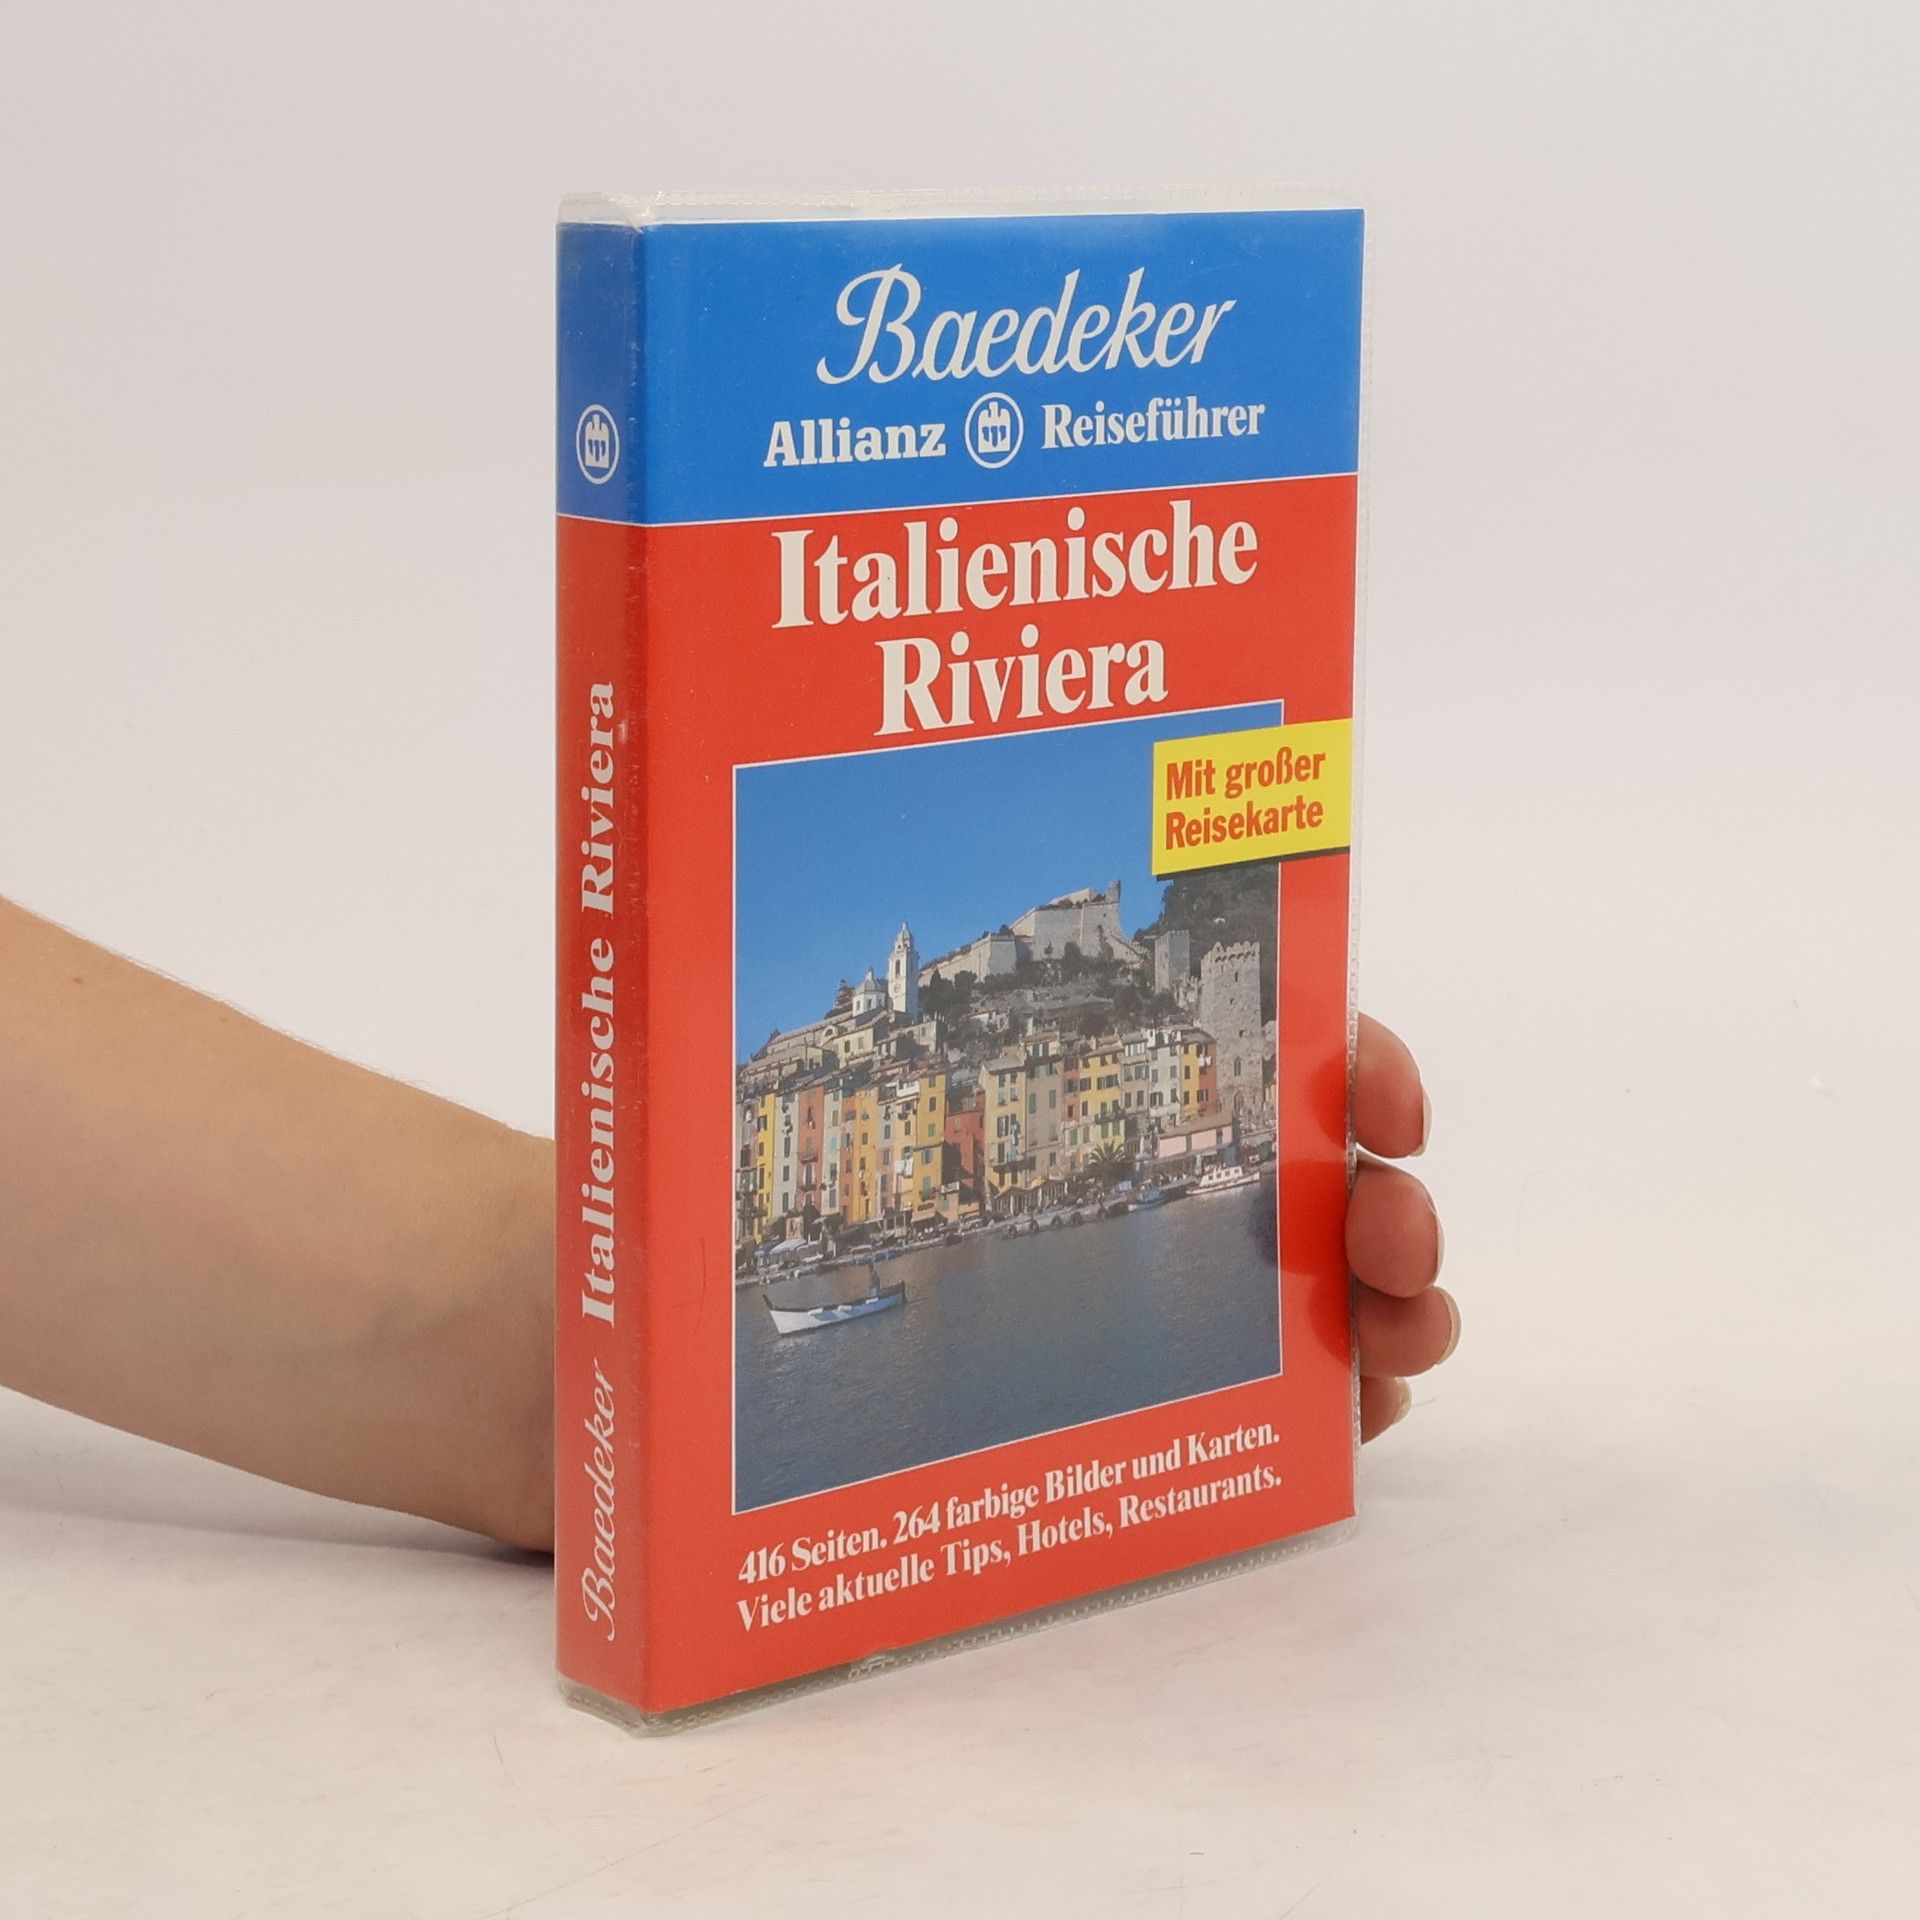 Baedeker
Allianz Reiseführer
Italienische
Riviera
Mit großer
Reisekarte
416 Seiten. 264 farbige Bilder und Karten.
Viele aktuelle Tips, Hotels, Restaurants.
Baedeker Italienische Riviera